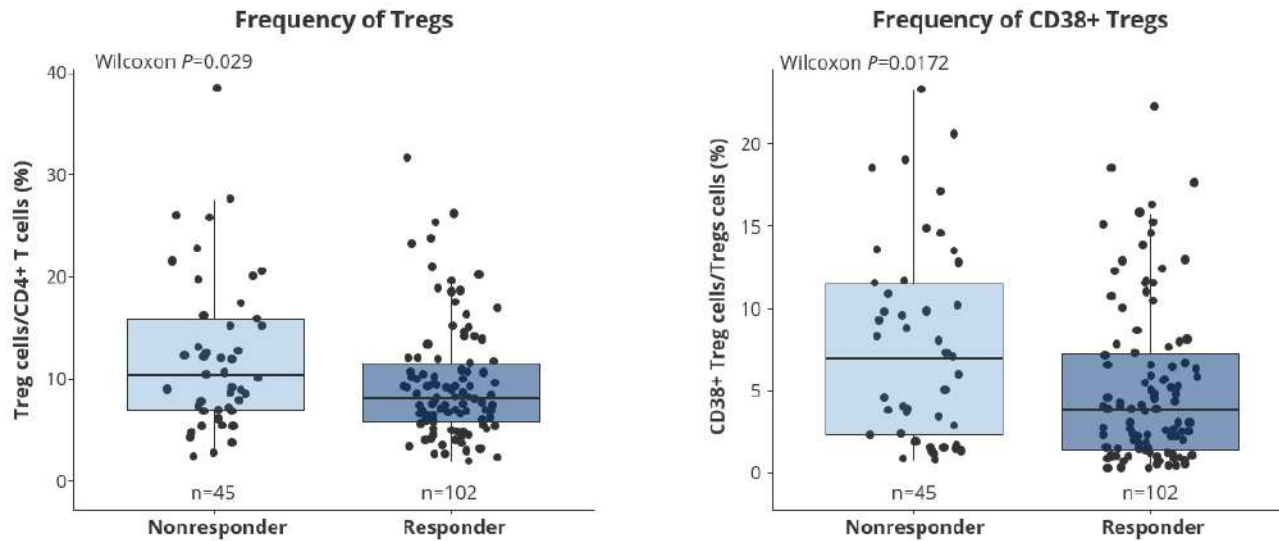 Frequency of Tregs
Wilcoxon P=0.029
Treg cells/CD4+ T cells (%)
40
30
20
10
0
n=45
n=102
Nonresponder
Responder
Frequency of CD38+ Tregs
Wilcoxon P=0.0172
CD38+ Treg cells/Tregs cells (%)
20
15
10
5
0
n=45
n=102
Nonresponder
Responder